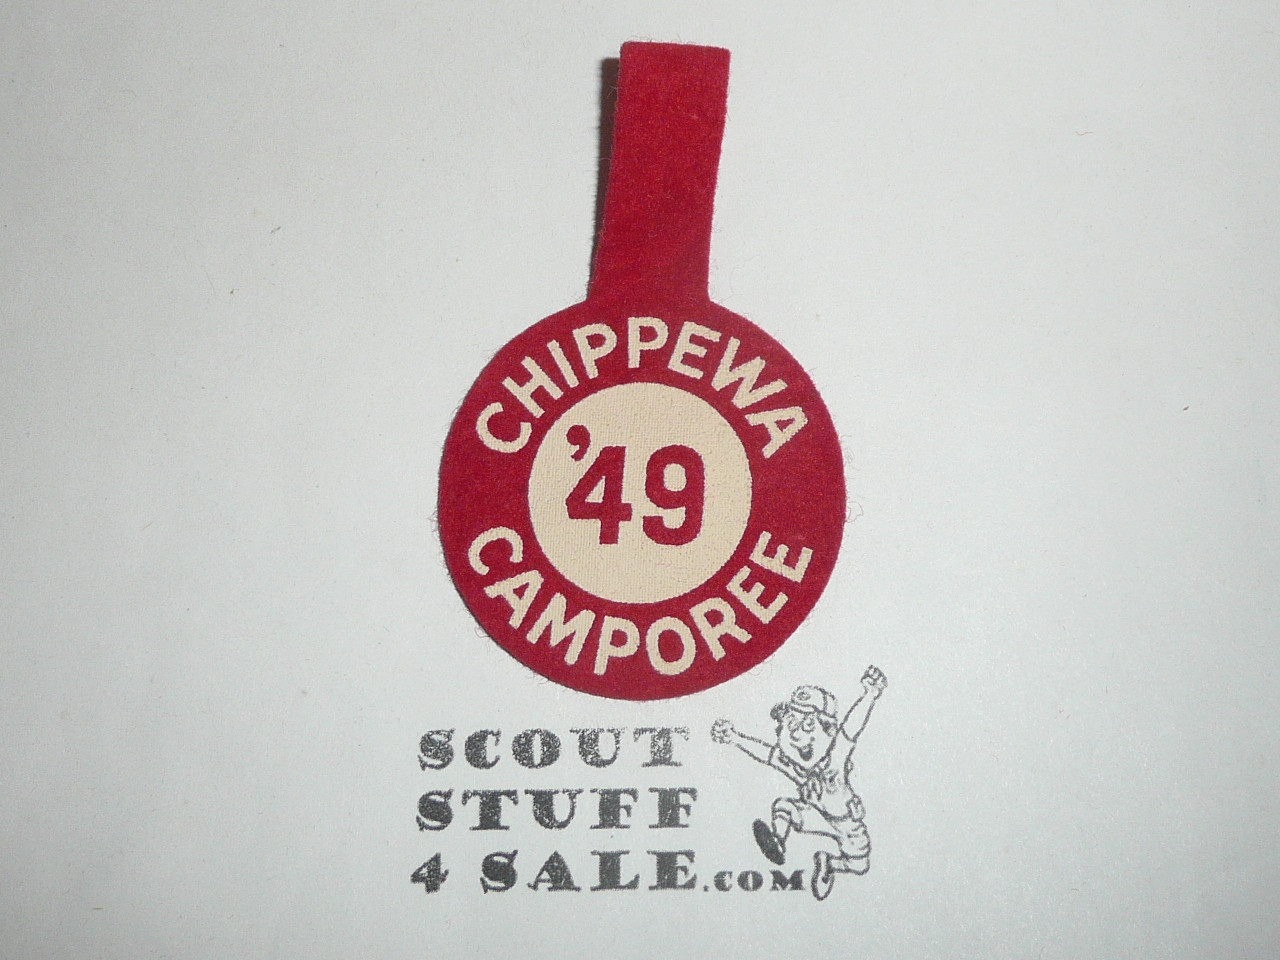 CHIPPEWA
'49
CAMPOREE
SCOUT
STUFF
4 SALE.COM